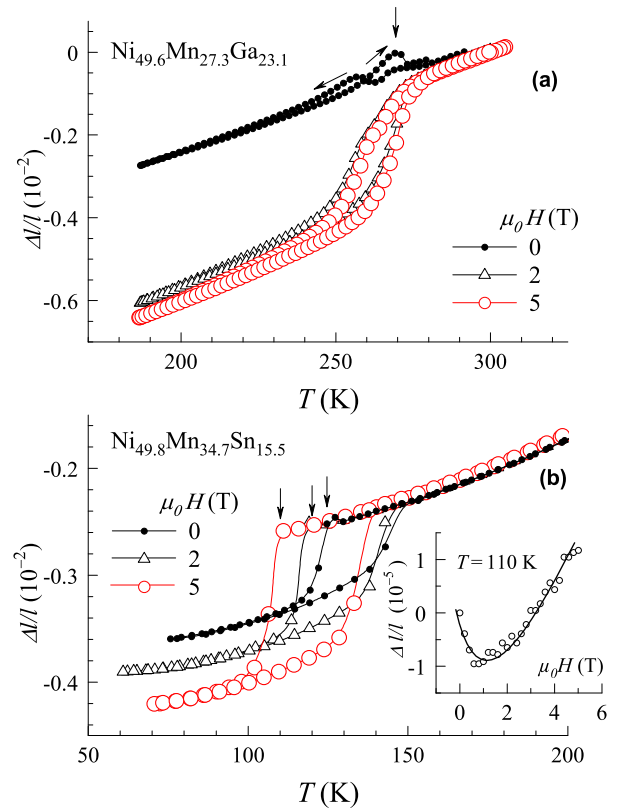 Ni49.6Mn27.3Ga23.1
(a)
0
-0.2
-0.4
-0.6
Δl/l (10⁻²)
μ0H(T)
0
2
5
200
250
300
T (K)
Ni49.8Mn34.7Sn15.5
(b)
-0.2
-0.3
-0.4
Δl/l (10⁻²)
μ0H(T)
0
2
5
T = 110 K
1
0
-1
Δl/l (10⁻⁵)
μ0H(T)
0
2
4
6
50
100
150
200
T (K)